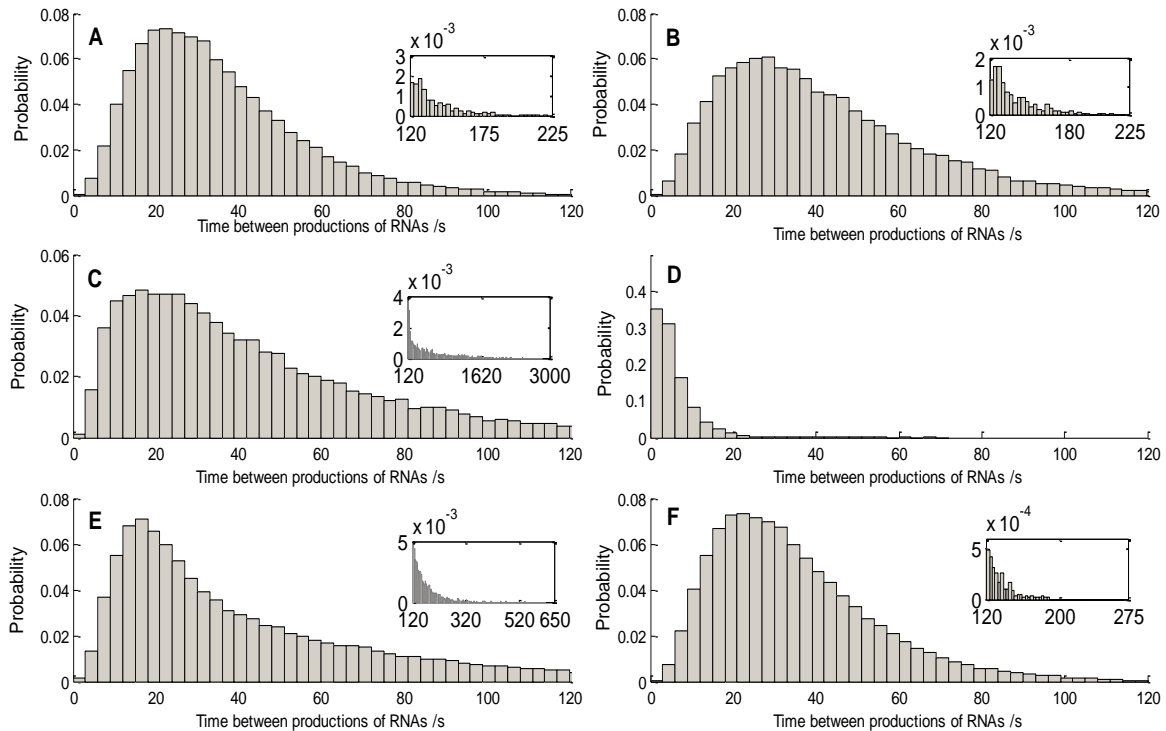 A
Probability
0.08
0.06
0.04
0.02
0
0 20 40 60 80 100 120
Time between productions of RNAs /s
x 10 -3
3
2
1
0
120 175 225
B
Probability
0.08
0.06
0.04
0.02
0
0 20 40 60 80 100 120
Time between productions of RNAs /s
x 10 -3
2
1
0
120 180 225
C
Probability
0.06
0.04
0.02
0
0 20 40 60 80 100 120
Time between productions of RNAs /s
x 10 -3
4
2
0
120 1620 3000
D
Probability
0.4
0.3
0.2
0.1
0
0 20 40 60 80 100 120
Time between productions of RNAs /s
E
Probability
0.08
0.06
0.04
0.02
0
0 20 40 60 80 100 120
Time between productions of RNAs /s
x 10 -3
5
0
120 320 520 650
F
Probability
0.08
0.06
0.04
0.02
0
0 20 40 60 80 100 120
Time between productions of RNAs /s
x 10 -4
5
0
120 200 275